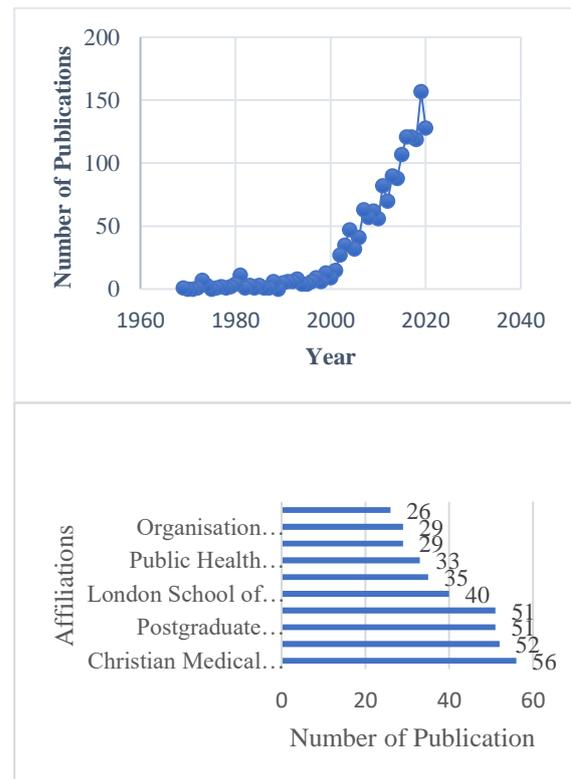 Number of Publications
200
150
100
50
0
1960 1980 2000 2020 2040
Year
Affiliations
26
Organisation… 29
29
Public Health… 33
35
London School of… 40
51
Postgraduate… 51
52
Christian Medical… 56
0 20 40 60
Number of Publication